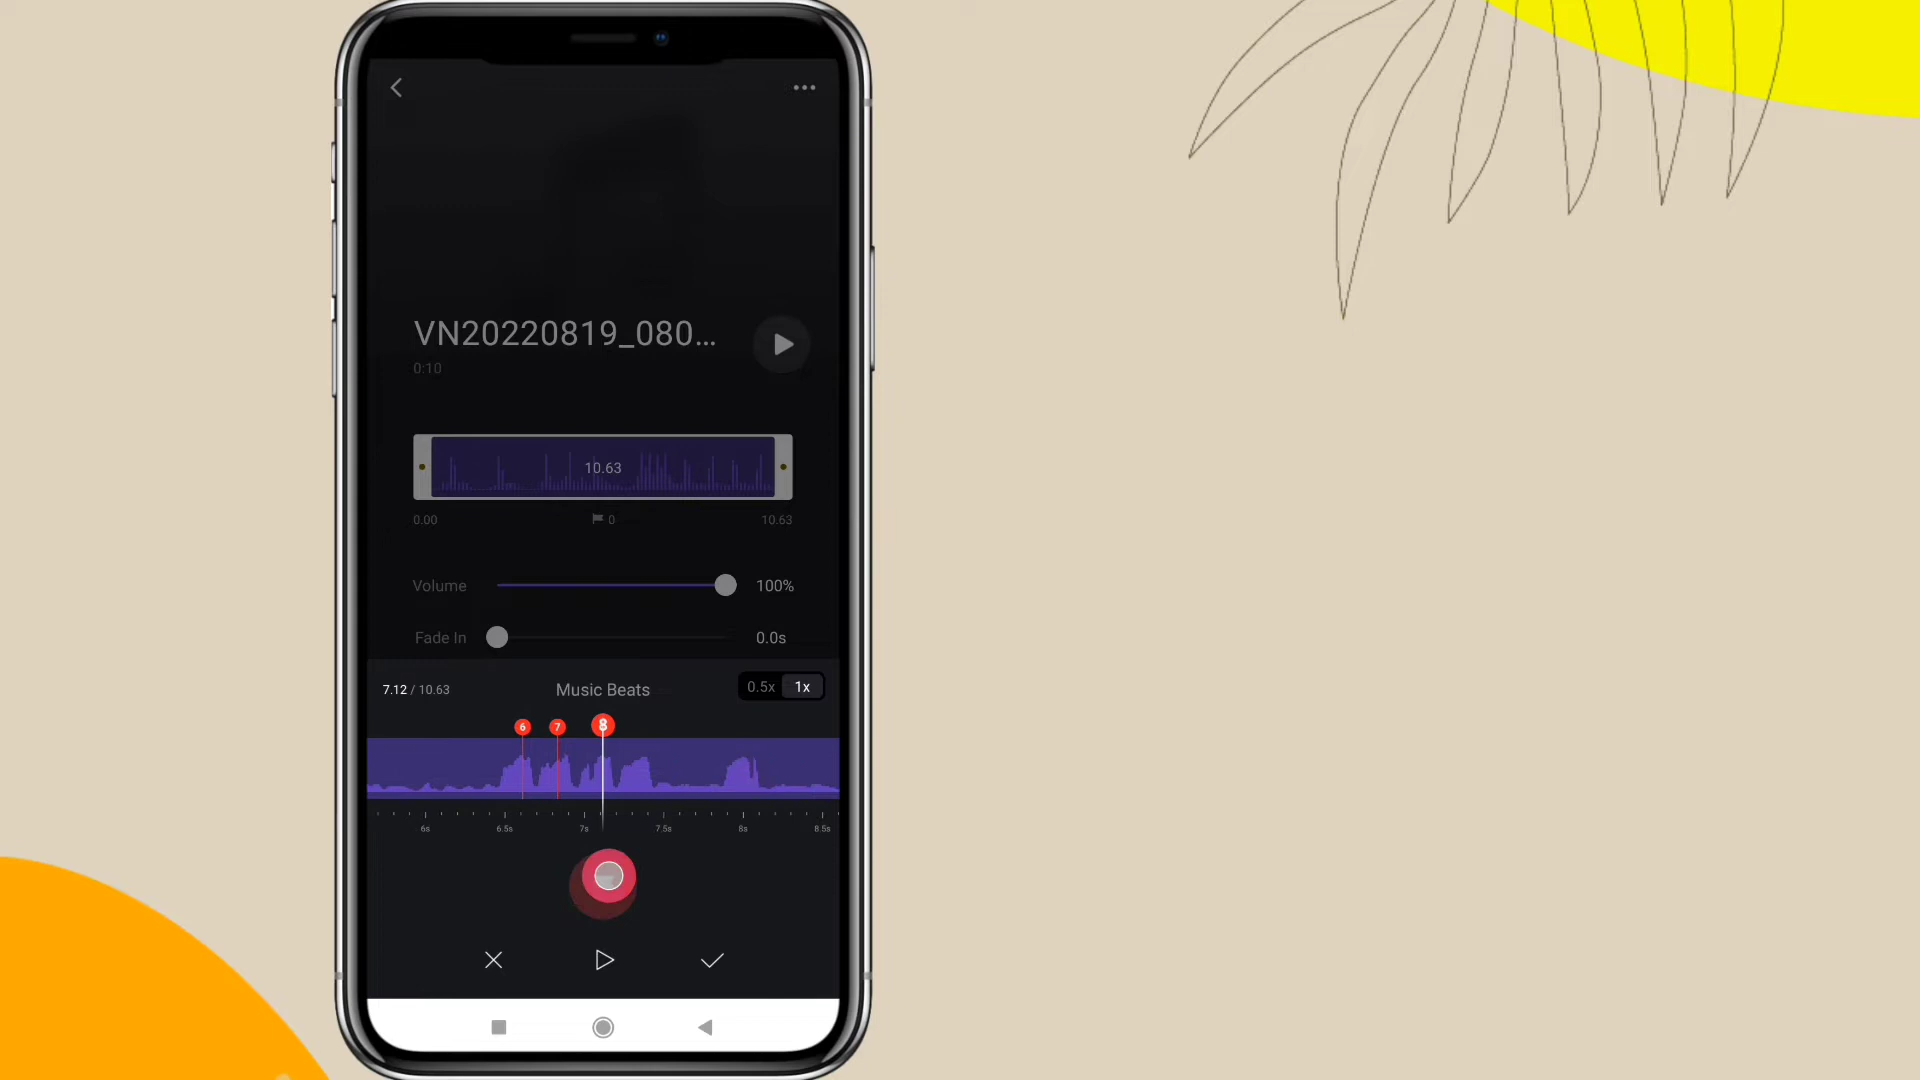 VN20220819_080...
0:10
10.63
0.00 0 10.63
Volume 100%
Fade In 0.0s
7.12 / 10.63 Music Beats 0.5x 1x
6 7 8
6s 6.5s 7s 7.5s 8s 8.5s